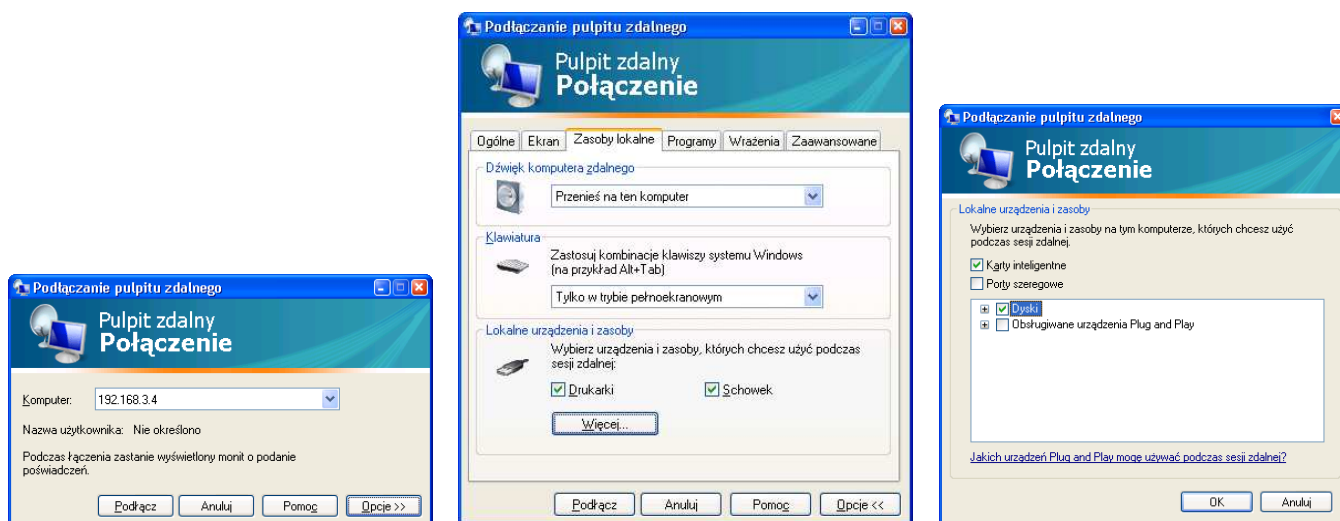 Podłączanie pulpitu zdalnego
Pulpit zdalny
Połączenie
Komputer:
192.168.3.4
Nazwa użytkownika: Nie określono
Podczas łączenia zastanie wyświetlony monit o podanie
poświadczeń.
Podłącz
Anuluj
Pomoc
Opcje >>
Podłączanie pulpitu zdalnego
Pulpit zdalny
Połączenie
Ogólne
Ekran
Zasoby lokalne
Programy
Wrażenia
Zaawansowane
Dźwięk komputera zdalnego
Przenieś na ten komputer
Klawiatura
Zastosuj kombinacje klawiszy systemu Windows
(na przykład Alt+Tab)
Tylko w trybie pełnoekranowym
Lokalne urządzenia i zasoby
Wybierz urządzenia i zasoby, których chcesz użyć podczas
sesji zdalnej:
Drukarki
Schowek
Więcej...
Podłącz
Anuluj
Pomoc
Opcje <<
Podłączanie pulpitu zdalnego
Pulpit zdalny
Połączenie
Lokalne urządzenia i zasoby
Wybierz urządzenia i zasoby na tym komputerze, których chcesz użyć
podczas sesji zdalnej.
Karty inteligentne
Porty szeregowe
Dyski
Obsługiwane urządzenia Plug and Play
Jakich urządzeń Plug and Play mogę używać podczas sesji zdalnej?
OK
Anuluj